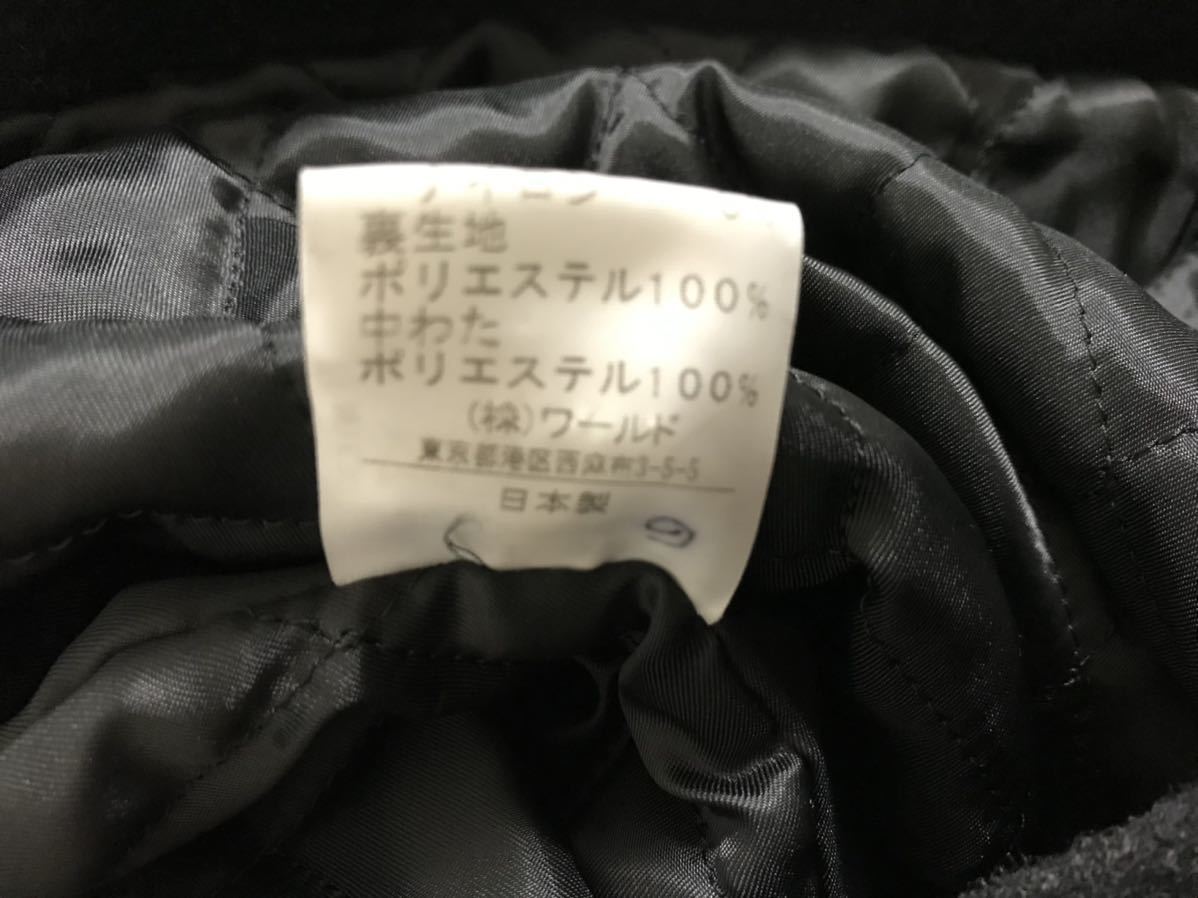 裏生地
ポリエステル100%
中わた
ポリエステル100%
(株)ワールド
東京都港区西麻布3-5-5
日本製